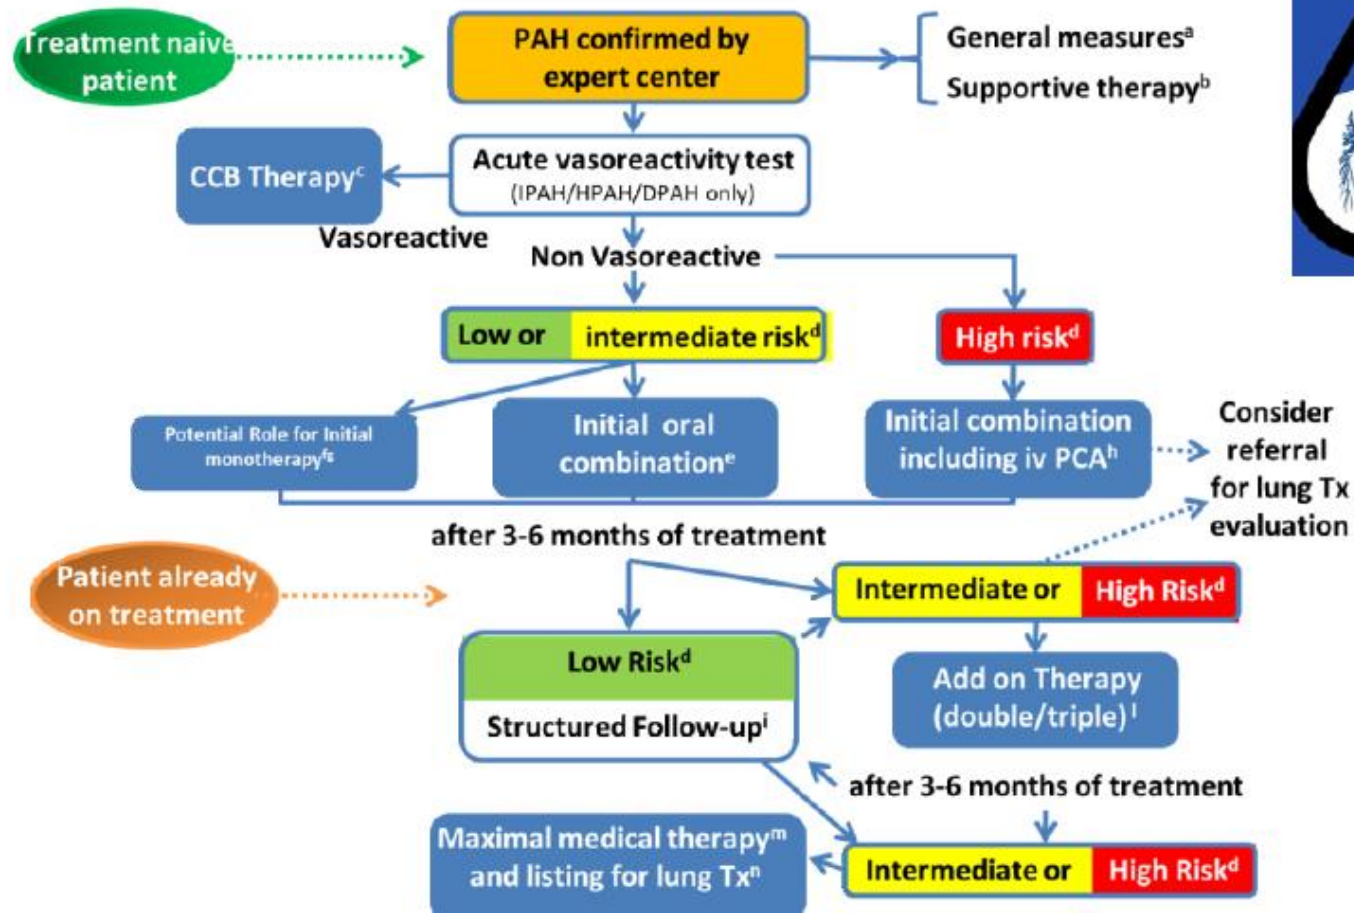 Treatment naive
patient
PAH confirmed by
expert center
General measuresᵃ
Supportive therapyᵇ
CCB Therapyᶜ
Acute vasoreactivity test
(IPAH/HPAH/DPAH only)
Vasoreactive
Non Vasoreactive
Low or intermediate riskᵈ
High riskᵈ
Potential Role for Initial
monotherapyᶠᵍ
Initial oral
combinationᵉ
Initial combination
including iv PCAʰ
Consider
referral
for lung Tx
evaluation
after 3-6 months of treatment
Patient already
on treatment
Intermediate or High Riskᵈ
Low Riskᵈ
Structured Follow-upⁱ
Add on Therapy
(double/triple)ˡ
after 3-6 months of treatment
Maximal medical therapyᵐ
and listing for lung Txⁿ
Intermediate or High Riskᵈ